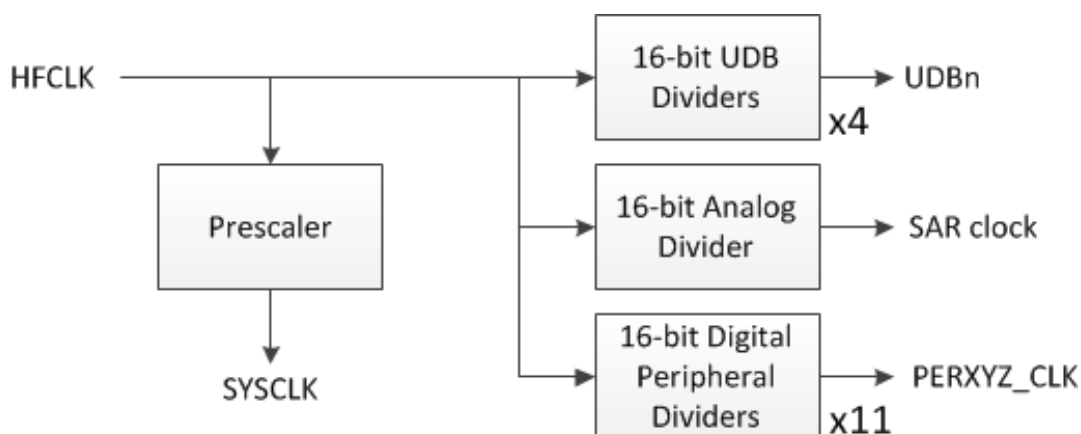 HFCLK
16-bit UDB
Dividers
x4
UDBn
Prescaler
SYSCLK
16-bit Analog
Divider
SAR clock
16-bit Digital
Peripheral
Dividers
x11
PERXYZ_CLK